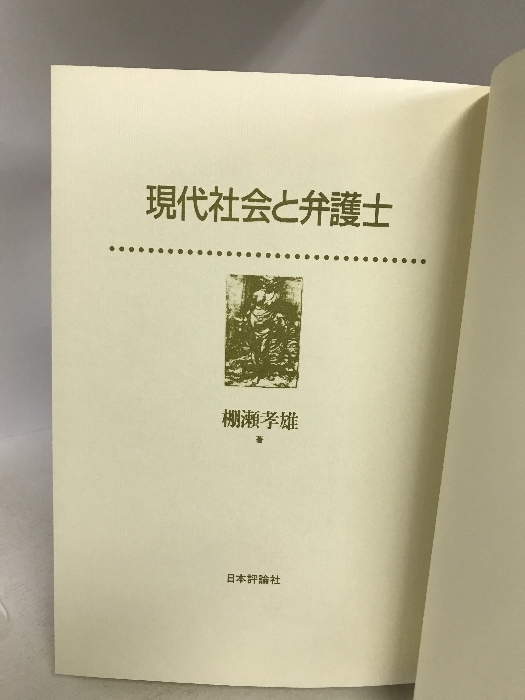 現代社会と弁護士
棚瀬孝雄
著
日本評論社